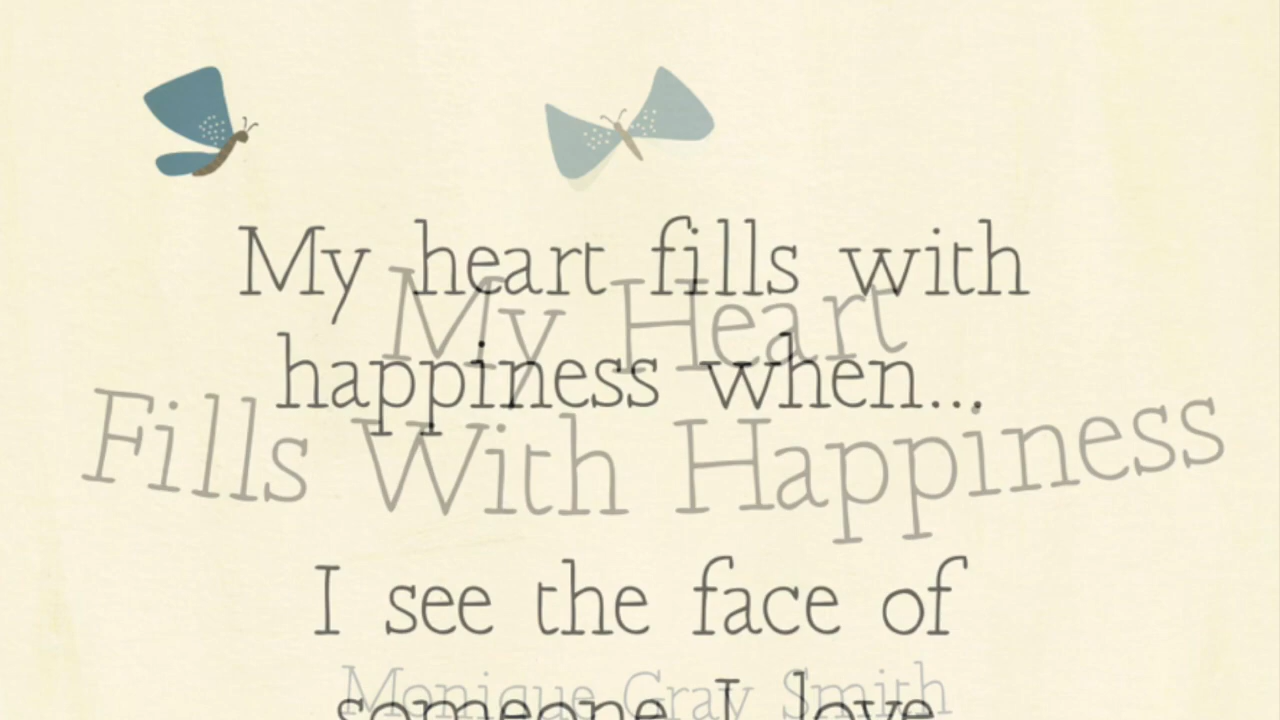 My heart fills with
My Heart
happiness when...
Fills With Happiness
I see the face of
Monique Gray Smith
someone I love